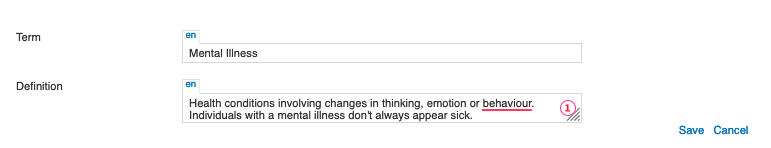 en
Term
Mental Illness
en
Definition
Health conditions involving changes in thinking, emotion or behaviour.
Individuals with a mental illness don't always appear sick.
1
Save Cancel